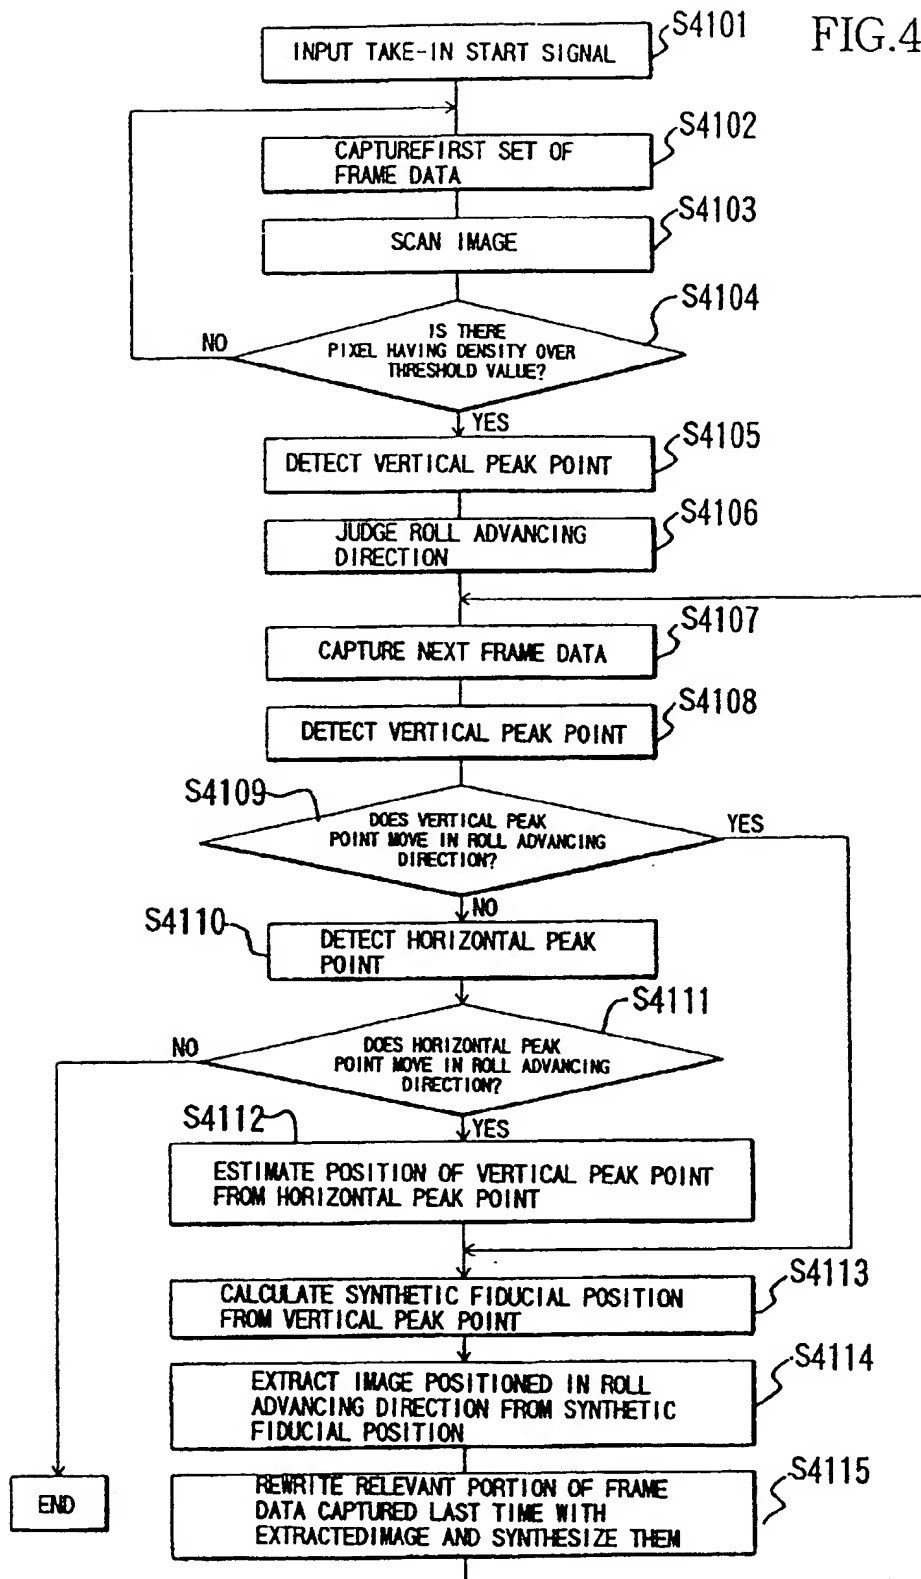 FIG.4
S4101
INPUT TAKE-IN START SIGNAL
S4102
CAPTUREFIRST SET OF
FRAME DATA
S4103
SCAN IMAGE
S4104
NO
IS THERE
PIXEL HAVING DENSITY OVER
THRESHOLD VALUE?
YES
S4105
DETECT VERTICAL PEAK POINT
S4106
JUDGE ROLL ADVANCING
DIRECTION
S4107
CAPTURE NEXT FRAME DATA
S4108
DETECT VERTICAL PEAK POINT
S4109
DOES VERTICAL PEAK
POINT MOVE IN ROLL ADVANCING
DIRECTION?
YES
NO
S4110
DETECT HORIZONTAL PEAK
POINT
S4111
NO
DOES HORIZONTAL PEAK
POINT MOVE IN ROLL ADVANCING
DIRECTION?
YES
S4112
ESTIMATE POSITION OF VERTICAL PEAK POINT
FROM HORIZONTAL PEAK POINT
S4113
CALCULATE SYNTHETIC FIDUCIAL POSITION
FROM VERTICAL PEAK POINT
S4114
EXTRACT IMAGE POSITIONED IN ROLL
ADVANCING DIRECTION FROM SYNTHETIC
FIDUCIAL POSITION
S4115
REWRITE RELEVANT PORTION OF FRAME
DATA CAPTURED LAST TIME WITH
EXTRACTEDIMAGE AND SYNTHESIZE THEM
END